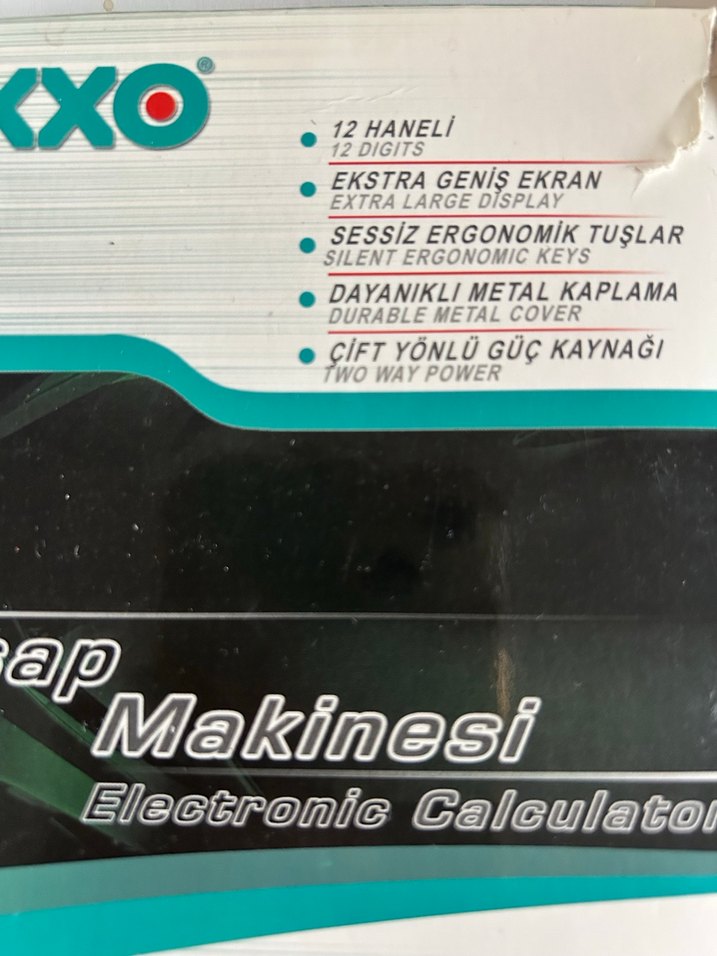 XXO®
12 HANELİ
12 DIGITS
EKSTRA GENİŞ EKRAN
EXTRA LARGE DISPLAY
SESSİZ ERGONOMİK TUŞLAR
SILENT ERGONOMIC KEYS
DAYANIKLI METAL KAPLAMA
DURABLE METAL COVER
ÇİFT YÖNLÜ GÜÇ KAYNAĞI
TWO WAY POWER
sap
Makinesi
Electronic Calculator